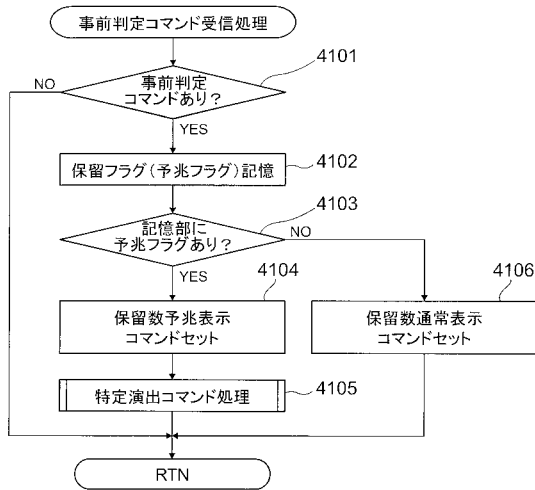 事前判定コマンド受信処理
4101
NO
事前判定
コマンドあり？
YES
4102
保留フラグ（予兆フラグ）記憶
4103
記憶部に
予兆フラグあり？
NO
YES
4104
保留数予兆表示
コマンドセット
4106
保留数通常表示
コマンドセット
4105
特定演出コマンド処理
RTN